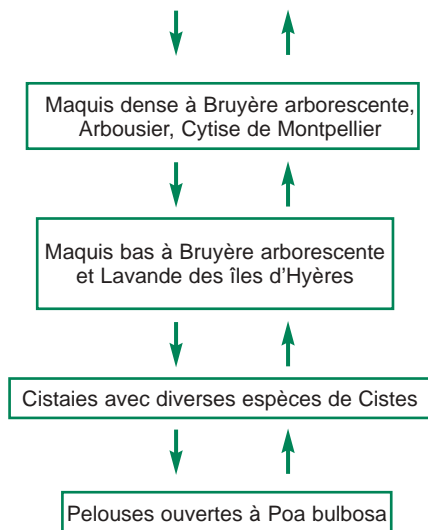 Maquis dense à Bruyère arborescente,
Arbousier, Cytise de Montpellier
Maquis bas à Bruyère arborescente
et Lavande des îles d'Hyères
Cistaies avec diverses espèces de Cistes
Pelouses ouvertes à Poa bulbosa